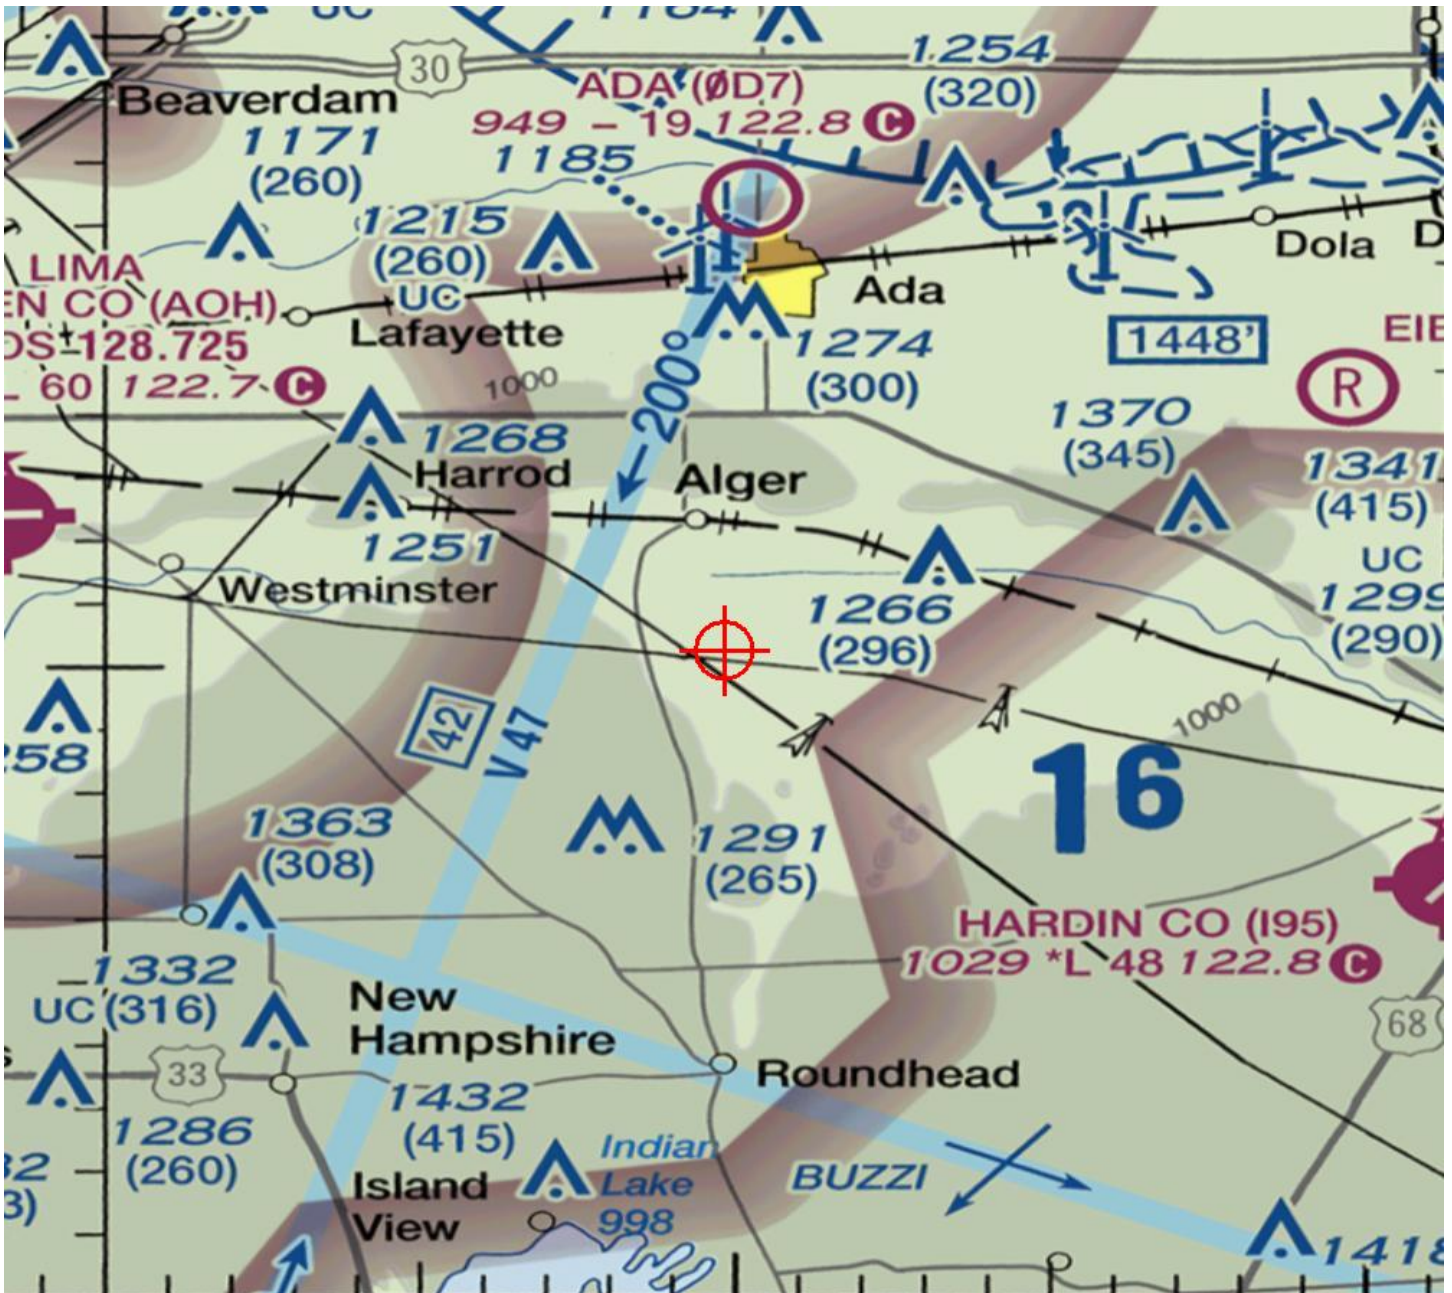 30
1254
(320)
ADA (ØD7)
949 – 19 122.8 C
Beaverdam
1171
(260)
1185
1215
(260)
UC
LIMA
EN CO (AOH)
128.725
L 60 122.7 C
Lafayette
Ada
Dola
1448'
1274
(300)
1000
← 200°
R
1370
(345)
1341
(415)
1268
Harrod
Alger
1251
Westminster
UC
1299
(290)
1266
(296)
42
V 47
258
1000
16
1363
(308)
1291
(265)
HARDIN CO (I95)
1029 *L 48 122.8 C
1332
UC (316)
New
Hampshire
68
33
Roundhead
1432
(415)
1286
(260)
Indian
Lake
998
BUZZI
Island
View
1418